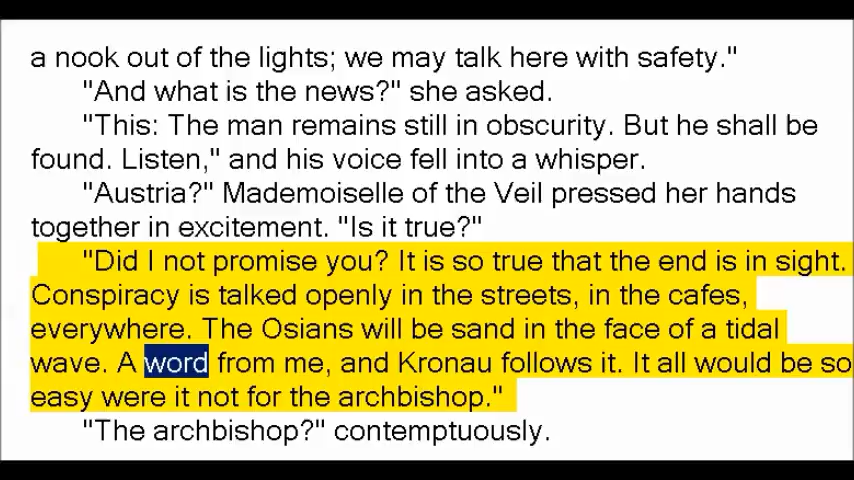 a nook out of the lights; we may talk here with safety."
"And what is the news?" she asked.
"This: The man remains still in obscurity. But he shall be
found. Listen," and his voice fell into a whisper.
"Austria?" Mademoiselle of the Veil pressed her hands
together in excitement. "Is it true?"
"Did I not promise you? It is so true that the end is in sight.
Conspiracy is talked openly in the streets, in the cafes,
everywhere. The Osians will be sand in the face of a tidal
wave. A word from me, and Kronau follows it. It all would be so
easy were it not for the archbishop."
"The archbishop?" contemptuously.